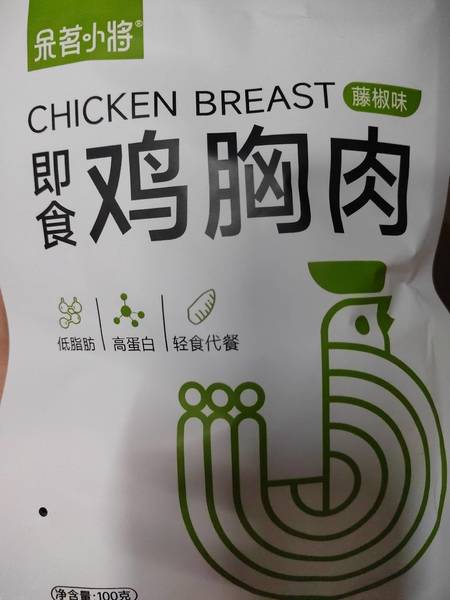 呆茗小将®
CHICKEN BREAST 藤椒味
即食 鸡胸肉
低脂肪 高蛋白 轻食代餐
净含量:100克